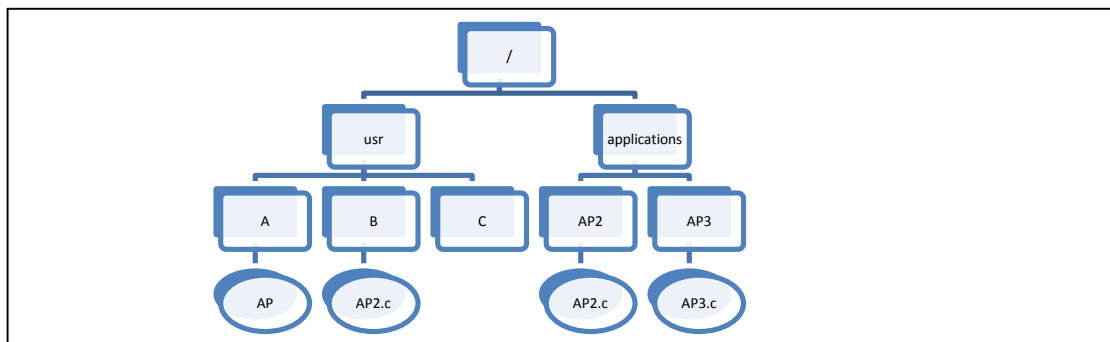 /
usr applications
A B C AP2 AP3
AP AP2.c AP2.c AP3.c